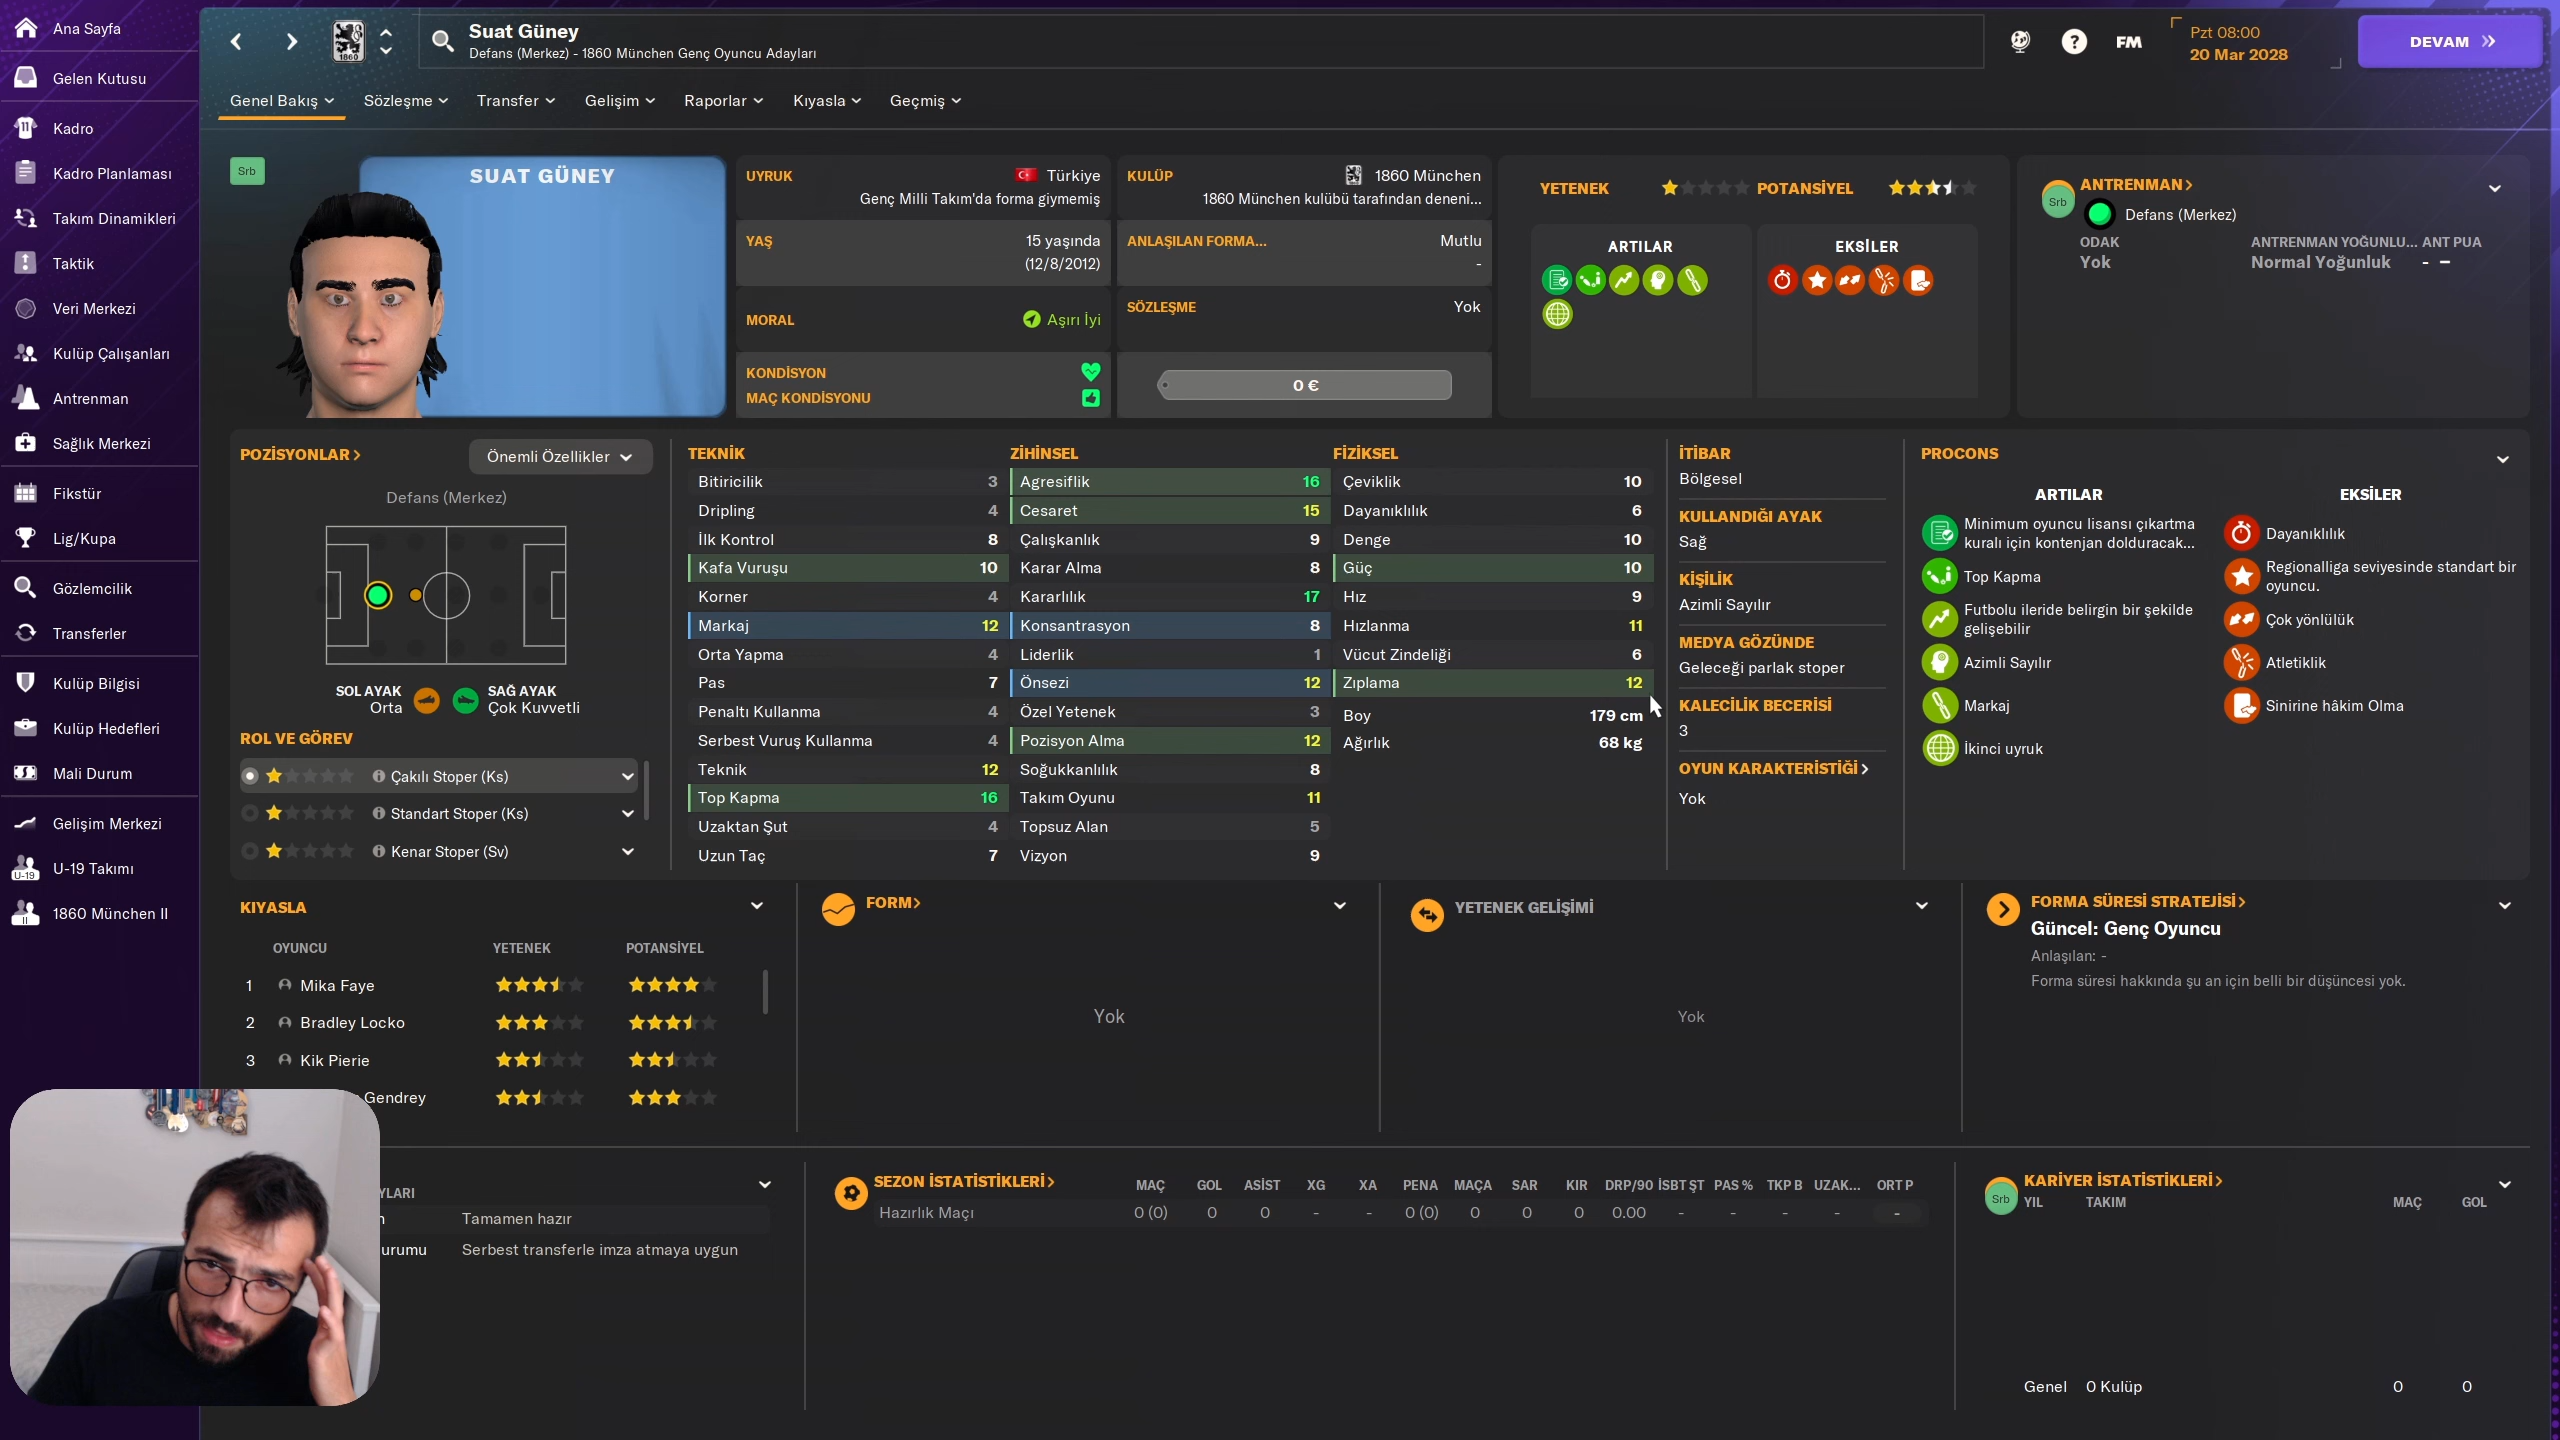 Ana Sayfa
Gelen Kutusu
Kadro
Kadro Planlaması
Takım Dinamikleri
Taktik
Veri Merkezi
Kulüp Çalışanları
Antrenman
Sağlık Merkezi
Fikstür
Lig/Kupa
Gözlemcilik
Transferler
Kulüp Bilgisi
Kulüp Hedefleri
Mali Durum
Gelişim Merkezi
U-19 Takımı
1860 München II
Suat Güney
Defans (Merkez) - 1860 München Genç Oyuncu Adayları
FM
Pzt 08:00
20 Mar 2028
DEVAM
Genel Bakış Sözleşme Transfer Gelişim Raporlar Kıyasla Geçmiş
Srb
SUAT GÜNEY
UYRUK Türkiye
Genç Milli Takım'da forma giymemiş
YAŞ 15 yaşında
(12/8/2012)
MORAL Aşırı İyi
KONDİSYON
MAÇ KONDİSYONU
KULÜP 1860 München
1860 München kulübü tarafından deneni...
ANLAŞILAN FORMA... Mutlu
-
SÖZLEŞME Yok
0 €
YETENEK POTANSİYEL
ARTILAR EKSİLER
Srb
ANTRENMAN
Defans (Merkez)
ODAK ANTRENMAN YOĞUNLU... ANT PUA
Yok Normal Yoğunluk - –
POZİSYONLAR Önemli Özellikler
Defans (Merkez)
SOL AYAK
Orta
SAĞ AYAK
Çok Kuvvetli
ROL VE GÖREV
Çakılı Stoper (Ks)
Standart Stoper (Ks)
Kenar Stoper (Sv)
TEKNİK
Bitiricilik 3
Dripling 4
İlk Kontrol 8
Kafa Vuruşu 10
Korner 4
Markaj 12
Orta Yapma 4
Pas 7
Penaltı Kullanma 4
Serbest Vuruş Kullanma 4
Teknik 12
Top Kapma 16
Uzaktan Şut 4
Uzun Taç 7
ZİHİNSEL
Agresiflik 16
Cesaret 15
Çalışkanlık 9
Karar Alma 8
Kararlılık 17
Konsantrasyon 8
Liderlik 1
Önsezi 12
Özel Yetenek 3
Pozisyon Alma 12
Soğukkanlılık 8
Takım Oyunu 11
Topsuz Alan 5
Vizyon 9
FİZİKSEL
Çeviklik 10
Dayanıklılık 6
Denge 10
Güç 10
Hız 9
Hızlanma 11
Vücut Zindeliği 6
Zıplama 12
Boy 179 cm
Ağırlık 68 kg
İTİBAR
Bölgesel
KULLANDIĞI AYAK
Sağ
KİŞİLİK
Azimli Sayılır
MEDYA GÖZÜNDE
Geleceği parlak stoper
KALECİLİK BECERİSİ
3
OYUN KARAKTERİSTİĞİ
Yok
PROCONS
ARTILAR
Minimum oyuncu lisansı çıkartma
kuralı için kontenjan dolduracak...
Top Kapma
Futbolu ileride belirgin bir şekilde
gelişebilir
Azimli Sayılır
Markaj
İkinci uyruk
EKSİLER
Dayanıklılık
Regionalliga seviyesinde standart bir
oyuncu.
Çok yönlülük
Atletiklik
Sinirine hâkim Olma
KIYASLA
OYUNCU YETENEK POTANSİYEL
1 Mika Faye
2 Bradley Locko
3 Kik Pierie
Gendrey
FORM
Yok
YETENEK GELİŞİMİ
Yok
FORMA SÜRESİ STRATEJİSİ
Güncel: Genç Oyuncu
Anlaşılan: -
Forma süresi hakkında şu an için belli bir düşüncesi yok.
YLARI
n Tamamen hazır
urumu Serbest transferle imza atmaya uygun
SEZON İSTATİSTİKLERİ MAÇ GOL ASİST XG XA PENA MAÇA SAR KIR DRP/90 İSBT ŞT PAS % TKP B UZAK... ORT P
Hazırlık Maçı 0 (0) 0 0 - - 0 (0) 0 0 0 0.00 - - - - -
Srb
KARİYER İSTATİSTİKLERİ
YIL TAKIM MAÇ GOL
Genel 0 Kulüp 0 0